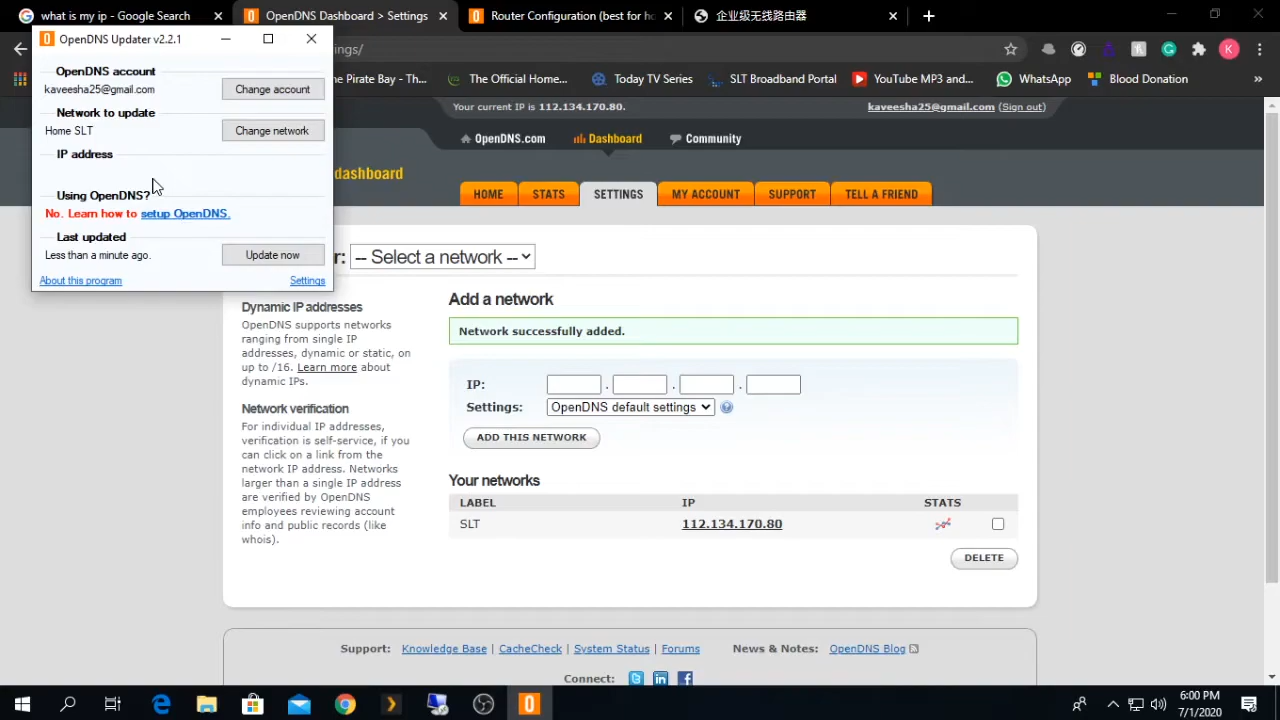 what is my ip - Google Search
OpenDNS Dashboard > Settings
Router Configuration (best for h
企业级无线路由器
OpenDNS Updater v2.2.1
ngs/
K
OpenDNS account
kaveesha25@gmail.com
Change account
Network to update
Home SLT
Change network
IP address
Using OpenDNS?
No. Learn how to setup OpenDNS.
Last updated
Less than a minute ago.
Update now
About this program
Settings
he Pirate Bay - Th...
The Official Home...
Today TV Series
SLT Broadband Portal
YouTube MP3 and...
WhatsApp
Blood Donation
»
Your current IP is 112.134.170.80.
kaveesha25@gmail.com (Sign out)
OpenDNS.com
Dashboard
Community
dashboard
HOME
STATS
SETTINGS
MY ACCOUNT
SUPPORT
TELL A FRIEND
r: -- Select a network --
Dynamic IP addresses
OpenDNS supports networks
ranging from single IP
addresses, dynamic or static, on
up to /16. Learn more about
dynamic IPs.
Network verification
For individual IP addresses,
verification is self-service, if you
can click on a link from the
network IP address. Networks
larger than a single IP address
are verified by OpenDNS
employees reviewing account
info and public records (like
whois).
Add a network
Network successfully added.
IP: . . .
Settings: OpenDNS default settings
ADD THIS NETWORK
Your networks
LABEL IP STATS
SLT 112.134.170.80
DELETE
Support: Knowledge Base | CacheCheck | System Status | Forums
News & Notes: OpenDNS Blog
Connect:
6:00 PM
7/1/2020